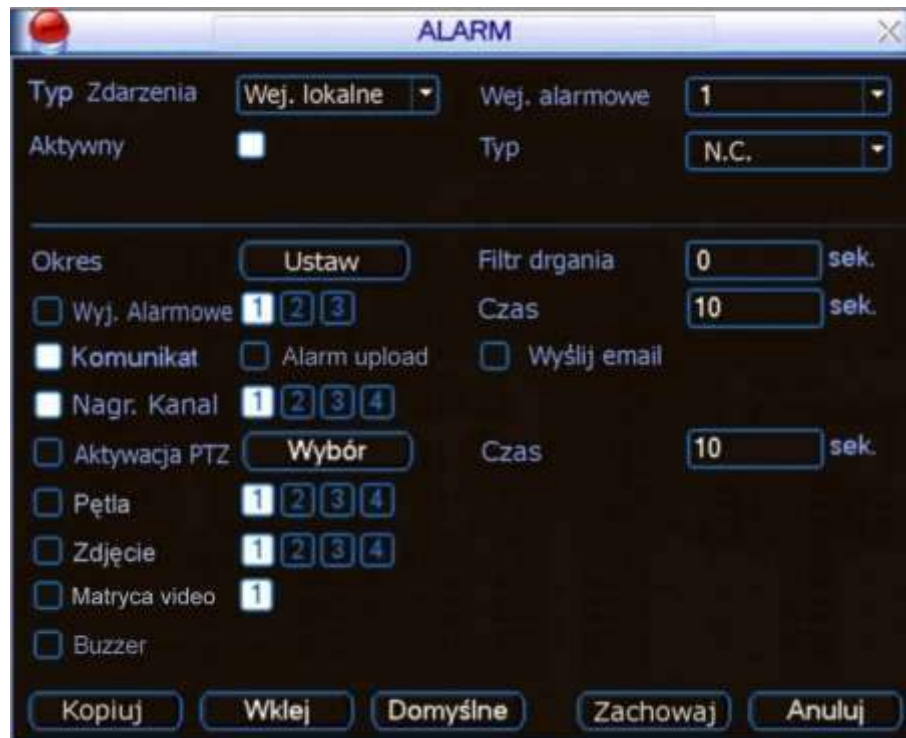 ALARM
Typ Zdarzenia Wej. lokalne Wej. alarmowe 1
Aktywny Typ N.C.
Okres Ustaw Filtr drgania 0 sek.
Wyj. Alarmowe 1 2 3 Czas 10 sek.
Komunikat Alarm upload Wyślij email
Nagr. Kanał 1 2 3 4
Aktywacja PTZ Wybór Czas 10 sek.
Pętla 1 2 3 4
Zdjęcie 1 2 3 4
Matryca video 1
Buzzer
Kopiuj Wklej Domyślne Zachowaj Anuluj